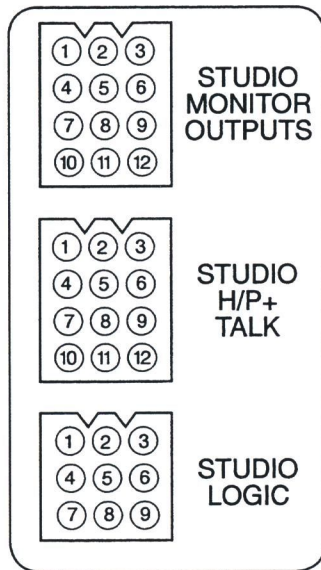 1 2 3
4 5 6
7 8 9
10 11 12
STUDIO
MONITOR
OUTPUTS
1 2 3
4 5 6
7 8 9
10 11 12
STUDIO
H/P+
TALK
1 2 3
4 5 6
7 8 9
STUDIO
LOGIC